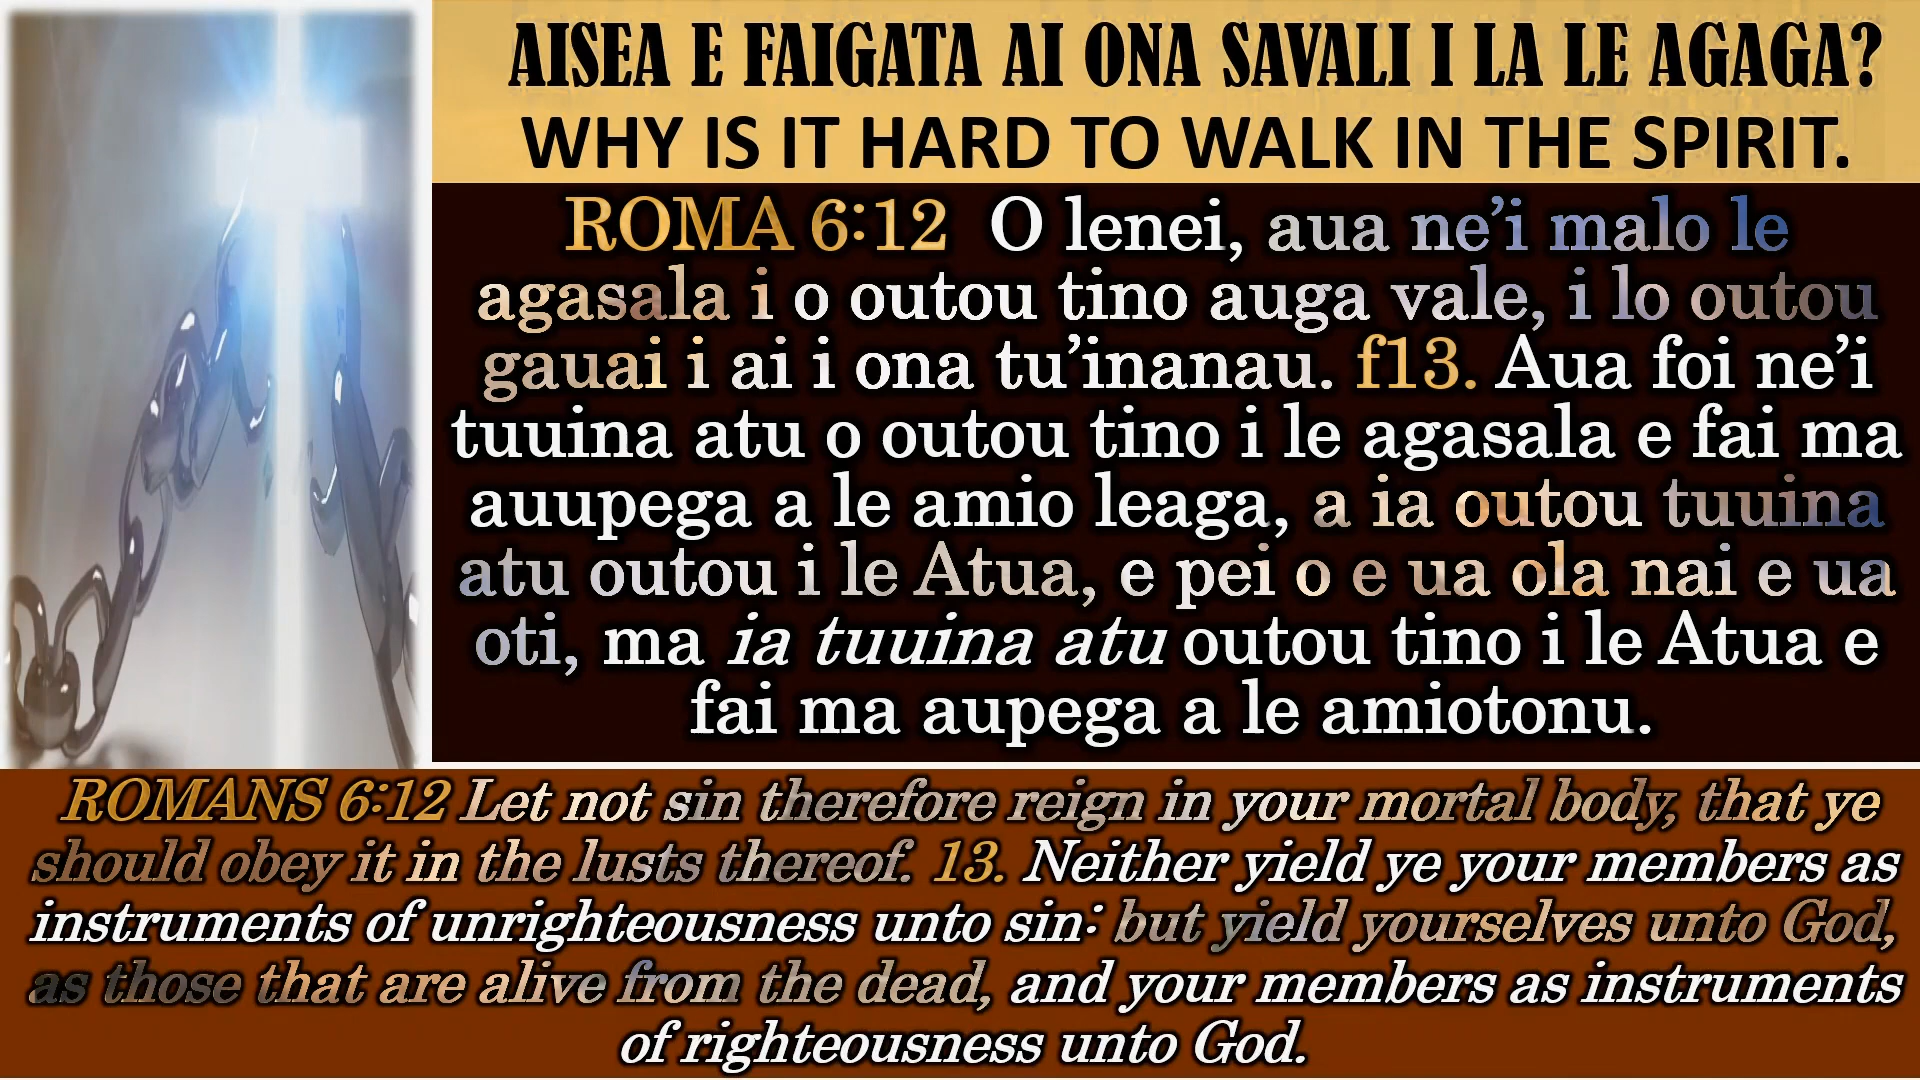 AISEA E FAIGATA AI ONA SAVALI I LA LE AGAGA?
WHY IS IT HARD TO WALK IN THE SPIRIT.
ROMA 6:12 O lenei, aua ne’i malo le
agasala i o outou tino auga vale, i lo outou
gauai i ai i ona tu’inanau. f13. Aua foi ne’i
tuuina atu o outou tino i le agasala e fai ma
auupega a le amio leaga, a ia outou tuuina
atu outou i le Atua, e pei o e ua ola nai e ua
oti, ma ia tuuina atu outou tino i le Atua e
fai ma aupega a le amiotonu.
ROMANS 6:12 Let not sin therefore reign in your mortal body, that ye
should obey it in the lusts thereof. 13. Neither yield ye your members as
instruments of unrighteousness unto sin: but yield yourselves unto God,
as those that are alive from the dead, and your members as instruments
of righteousness unto God.